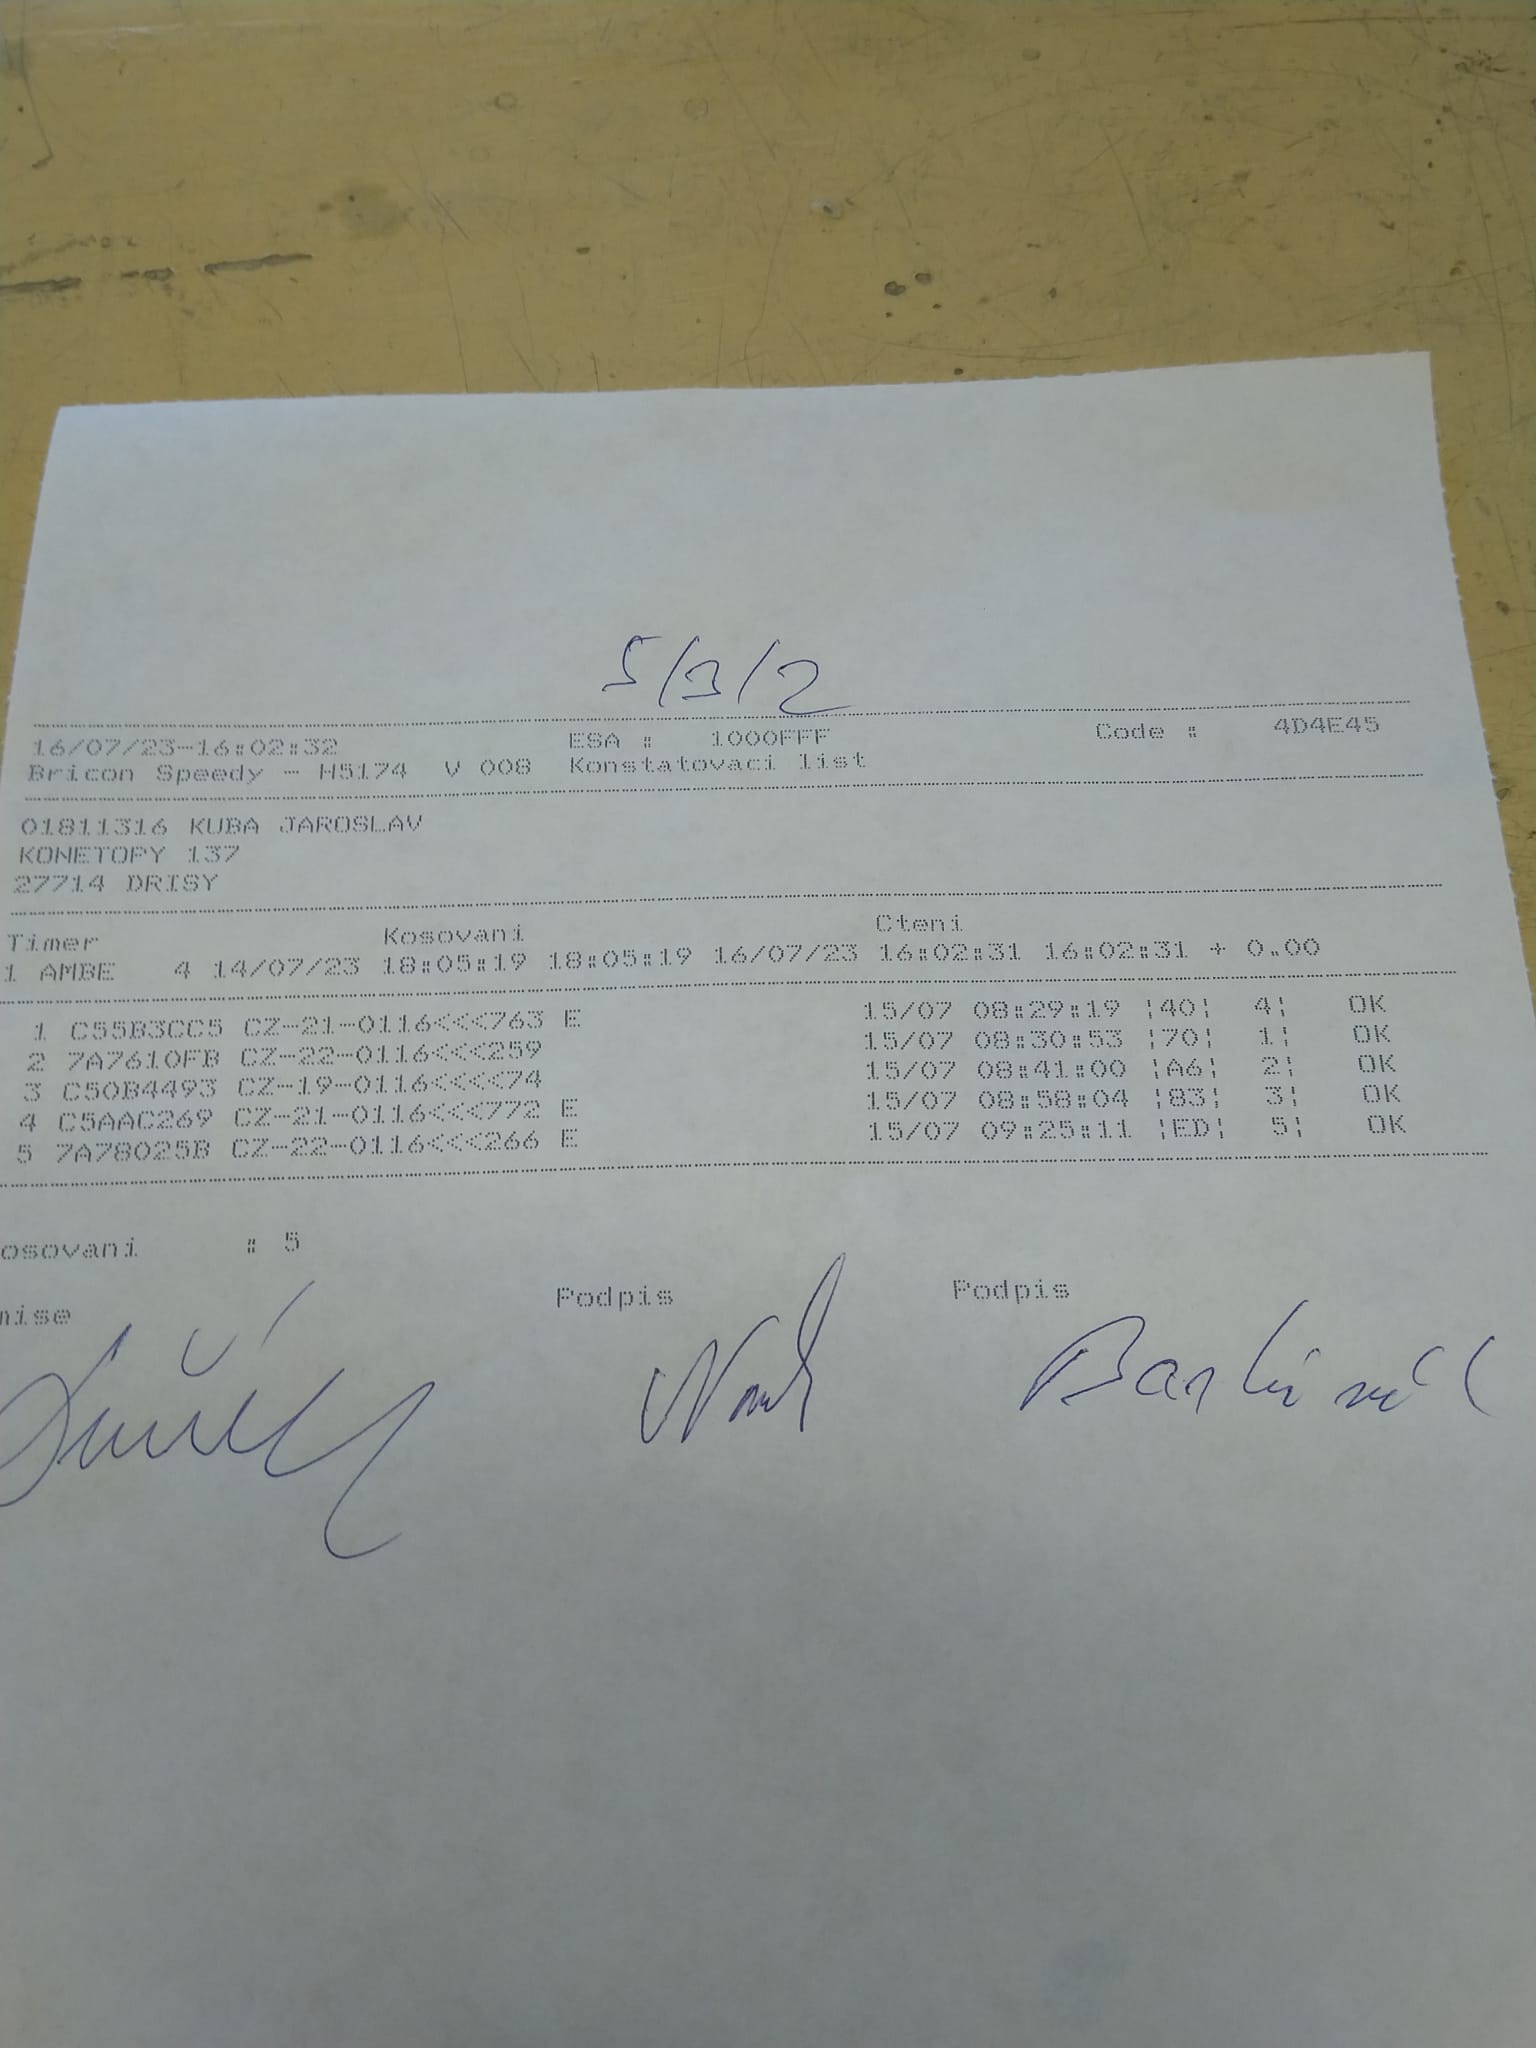 5/3/2
16/07/23-16:02:32 ESA : 1000FFF Code : 4D4E45
Bricon Speedy - H5174 V 008 Konstatovaci list
01811316 KUBA JAROSLAV
KONETOPY 137
27714 DRISY
Timer Kosovani Cteni
1 AMBE 4 14/07/23 18:05:19 18:05:19 16/07/23 16:02:31 16:02:31 + 0.00
1 C55B3CC5 CZ-21-0116<<<763 E 15/07 08:29:19 ¦40¦ 4¦ OK
2 7A7610FB CZ-22-0116<<<259 15/07 08:30:53 ¦70¦ 1¦ OK
3 C50B4493 CZ-19-0116<<<<74 15/07 08:41:00 ¦A6¦ 2¦ OK
4 C5AAC269 CZ-21-0116<<<772 E 15/07 08:58:04 ¦83¦ 3¦ OK
5 7A78025B CZ-22-0116<<<266 E 15/07 09:25:11 ¦ED¦ 5¦ OK
osovani : 5
mise Podpis Podpis